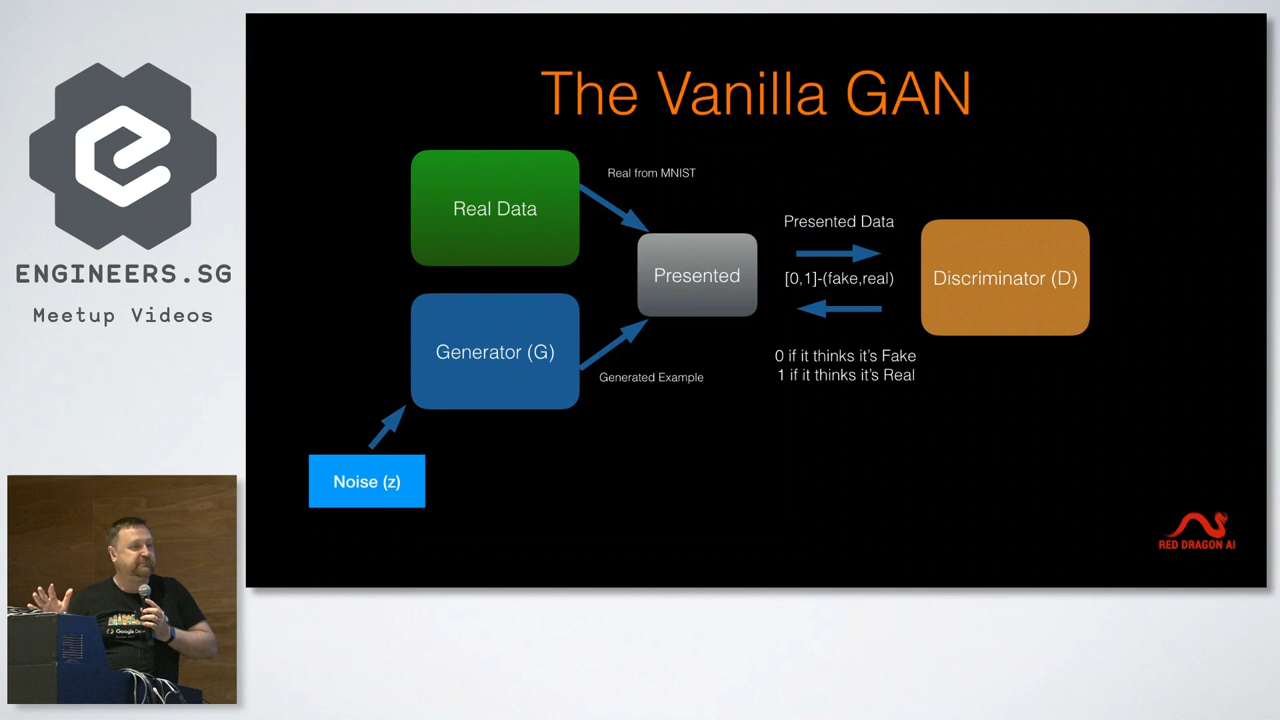 ENGINEERS.SG
Meetup Videos
The Vanilla GAN
Real Data
Real from MNIST
Presented
Presented Data
[0,1]-(fake,real)
Discriminator (D)
0 if it thinks it's Fake
1 if it thinks it's Real
Generator (G)
Generated Example
Noise (z)
RED DRAGON AI
Google De